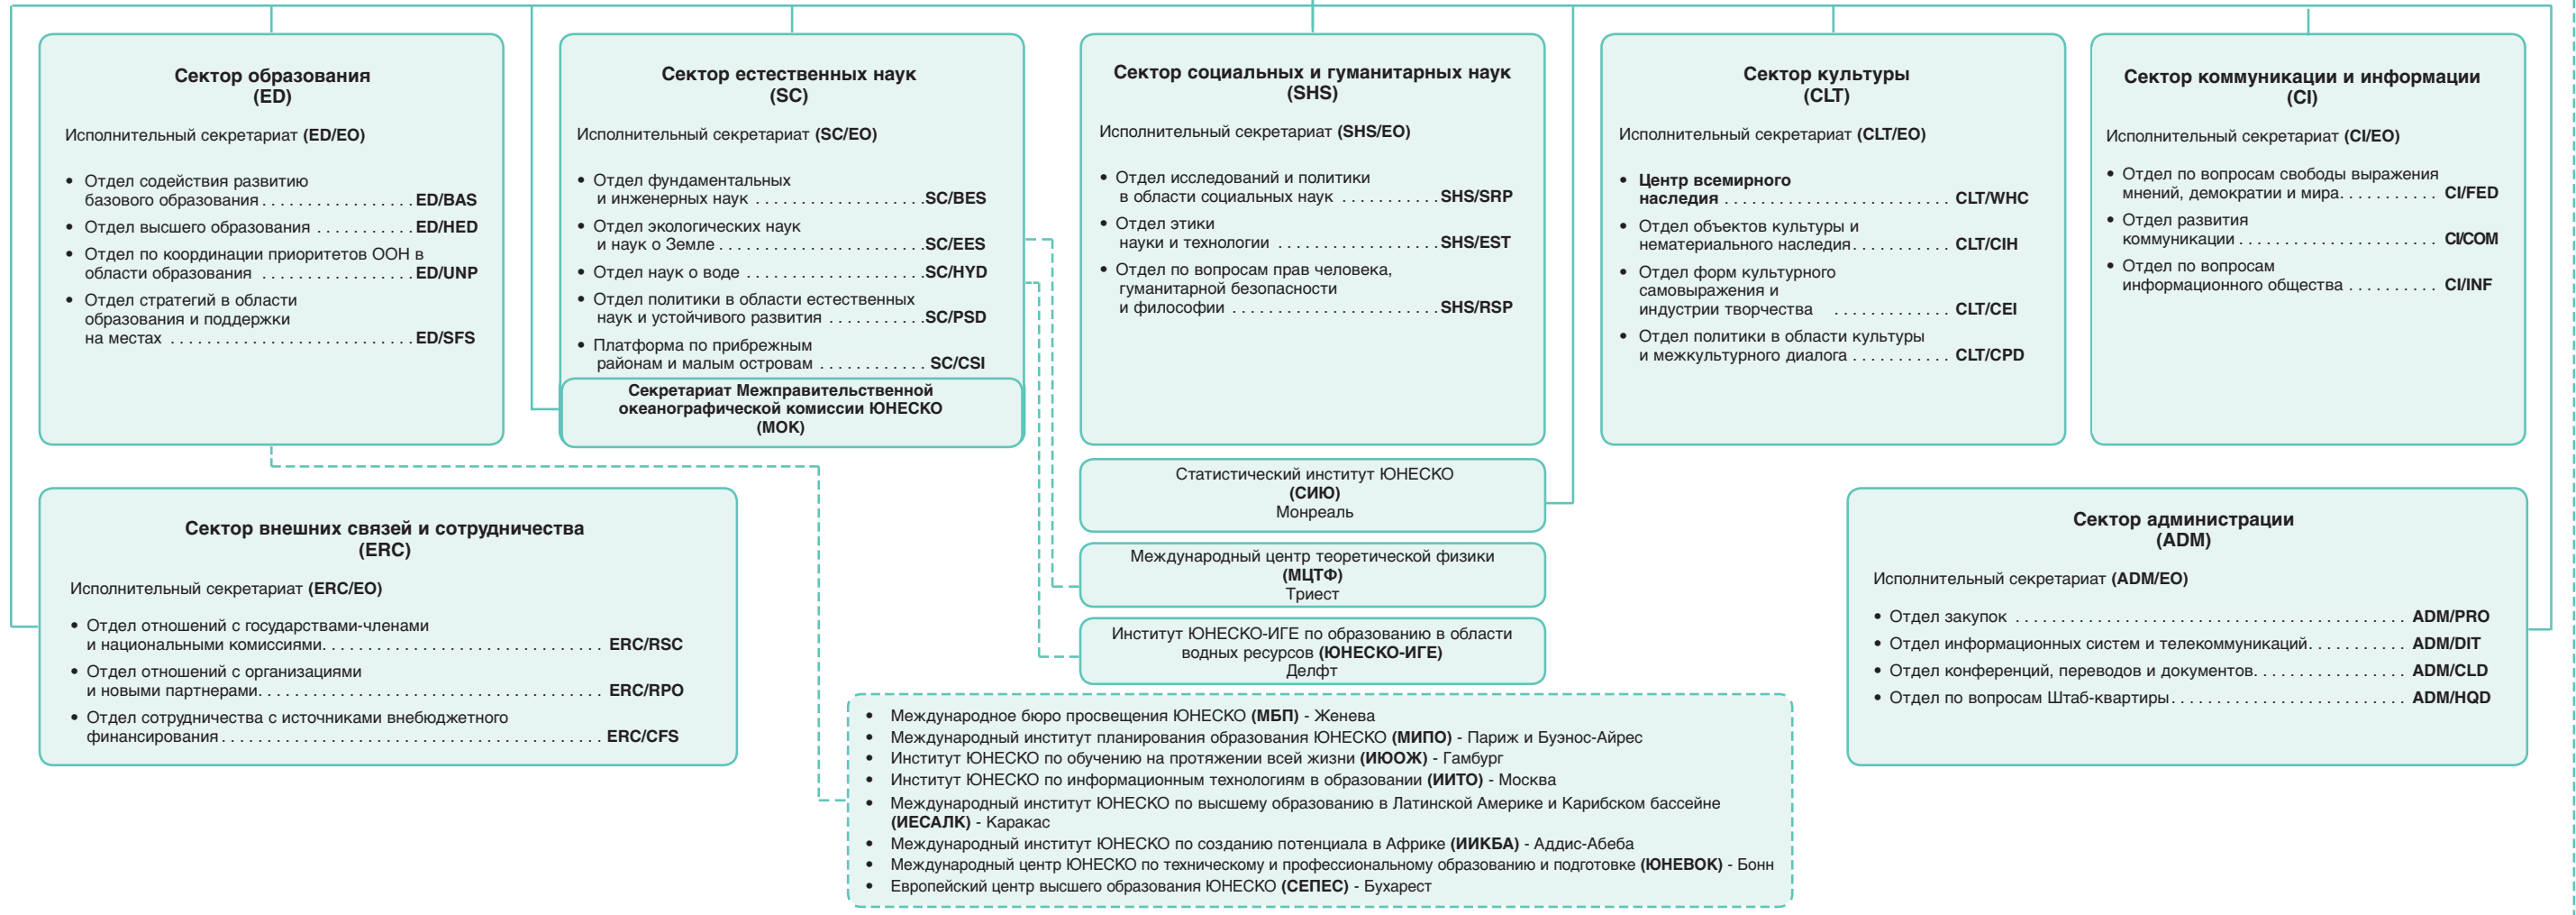 Сектор образования
(ED)
Исполнительный секретариат (ED/EO)
• Отдел содействия развитию
базового образования . . . . . . . . . . . . . . . . . ED/BAS
• Отдел высшего образования . . . . . . . . . . . ED/HED
• Отдел по координации приоритетов ООН в
области образования . . . . . . . . . . . . . . . . . ED/UNP
• Отдел стратегий в области
образования и поддержки
на местах . . . . . . . . . . . . . . . . . . . . . . . . . . . ED/SFS
Сектор естественных наук
(SC)
Исполнительный секретариат (SC/EO)
• Отдел фундаментальных
и инженерных наук . . . . . . . . . . . . . . . . . . . SC/BES
• Отдел экологических наук
и наук о Земле . . . . . . . . . . . . . . . . . . . . . . . SC/EES
• Отдел наук о воде . . . . . . . . . . . . . . . . . . . . SC/HYD
• Отдел политики в области естественных
наук и устойчивого развития . . . . . . . . . . . SC/PSD
• Платформа по прибрежным
районам и малым островам . . . . . . . . . . . . SC/CSI
Секретариат Межправительственной
океанографической комиссии ЮНЕСКО
(МОК)
Сектор социальных и гуманитарных наук
(SHS)
Исполнительный секретариат (SHS/EO)
• Отдел исследований и политики
в области социальных наук . . . . . . . . . . . SHS/SRP
• Отдел этики
науки и технологии . . . . . . . . . . . . . . . . . . SHS/EST
• Отдел по вопросам прав человека,
гуманитарной безопасности
и философии . . . . . . . . . . . . . . . . . . . . . . . SHS/RSP
Сектор культуры
(CLT)
Исполнительный секретариат (CLT/EO)
• Центр всемирного
наследия . . . . . . . . . . . . . . . . . . . . . . . . . CLT/WHC
• Отдел объектов культуры и
нематериального наследия . . . . . . . . . . . CLT/CIH
• Отдел форм культурного
самовыражения и
индустрии творчества . . . . . . . . . . . . . CLT/CEI
• Отдел политики в области культуры
и межкультурного диалога . . . . . . . . . . . CLT/CPD
Сектор коммуникации и информации
(CI)
Исполнительный секретариат (CI/EO)
• Отдел по вопросам свободы выражения
мнений, демократии и мира. . . . . . . . . . . CI/FED
• Отдел развития
коммуникации . . . . . . . . . . . . . . . . . . . . . . CI/COM
• Отдел по вопросам
информационного общества . . . . . . . . . . CI/INF
Статистический институт ЮНЕСКО
(СИЮ)
Монреаль
Международный центр теоретической физики
(МЦТФ)
Триест
Институт ЮНЕСКО-ИГЕ по образованию в области
водных ресурсов (ЮНЕСКО-ИГЕ)
Делфт
Сектор внешних связей и сотрудничества
(ERC)
Исполнительный секретариат (ERC/EO)
• Отдел отношений с государствами-членами
и национальными комиссиями. . . . . . . . . . . . . . . . . . . . . . . . . . . . . . . ERC/RSC
• Отдел отношений с организациями
и новыми партнерами. . . . . . . . . . . . . . . . . . . . . . . . . . . . . . . . . . . . . . ERC/RPO
• Отдел сотрудничества с источниками внебюджетного
финансирования . . . . . . . . . . . . . . . . . . . . . . . . . . . . . . . . . . . . . . . . . . ERC/CFS
Сектор администрации
(ADM)
Исполнительный секретариат (ADM/EO)
• Отдел закупок . . . . . . . . . . . . . . . . . . . . . . . . . . . . . . . . . . . . . . . . . . . ADM/PRO
• Отдел информационных систем и телекоммуникаций . . . . . . . . . . . ADM/DIT
• Отдел конференций, переводов и документов. . . . . . . . . . . . . . . . . ADM/CLD
• Отдел по вопросам Штаб-квартиры . . . . . . . . . . . . . . . . . . . . . . . . . . ADM/HQD
• Международное бюро просвещения ЮНЕСКО (МБП) - Женева
• Международный институт планирования образования ЮНЕСКО (МИПО) - Париж и Буэнос-Айрес
• Институт ЮНЕСКО по обучению на протяжении всей жизни (ИЮОЖ) - Гамбург
• Институт ЮНЕСКО по информационным технологиям в образовании (ИИТО) - Москва
• Международный институт ЮНЕСКО по высшему образованию в Латинской Америке и Карибском бассейне
(ИЕСАЛК) - Каракас
• Международный институт ЮНЕСКО по созданию потенциала в Африке (ИИКБА) - Аддис-Абеба
• Международный центр ЮНЕСКО по техническому и профессиональному образованию и подготовке (ЮНЕВОК) - Бонн
• Европейский центр высшего образования ЮНЕСКО (СЕПЕС) - Бухарест